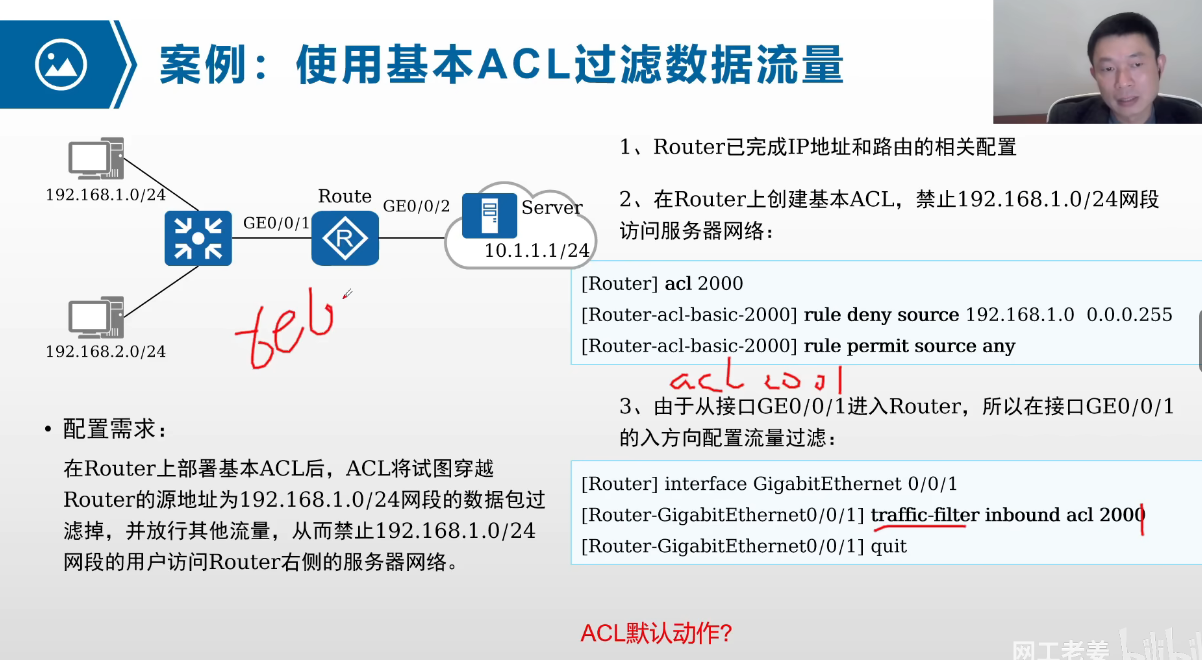 案例：使用基本ACL过滤数据流量
192.168.1.0/24
Route
GE0/0/1
GE0/0/2
Server
10.1.1.1/24
192.168.2.0/24
• 配置需求：
在Router上部署基本ACL后，ACL将试图穿越
Router的源地址为192.168.1.0/24网段的数据包过
滤掉，并放行其他流量，从而禁止192.168.1.0/24
网段的用户访问Router右侧的服务器网络。
1、Router已完成IP地址和路由的相关配置
2、在Router上创建基本ACL，禁止192.168.1.0/24网段
访问服务器网络：
[Router] acl 2000
[Router-acl-basic-2000] rule deny source 192.168.1.0 0.0.0.255
[Router-acl-basic-2000] rule permit source any
acl 2001
3、由于从接口GE0/0/1进入Router，所以在接口GE0/0/1
的入方向配置流量过滤：
[Router] interface GigabitEthernet 0/0/1
[Router-GigabitEthernet0/0/1] traffic-filter inbound acl 2000
[Router-GigabitEthernet0/0/1] quit
ACL默认动作?
网工老姜 bilibili